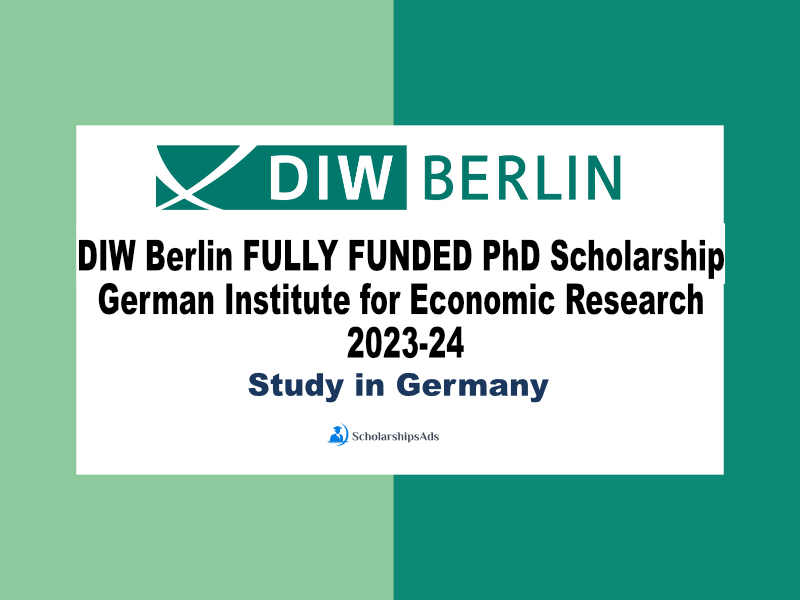 DIW BERLIN
DIW Berlin FULLY FUNDED PhD Scholarship
German Institute for Economic Research
2023-24
Study in Germany
ScholarshipsAds